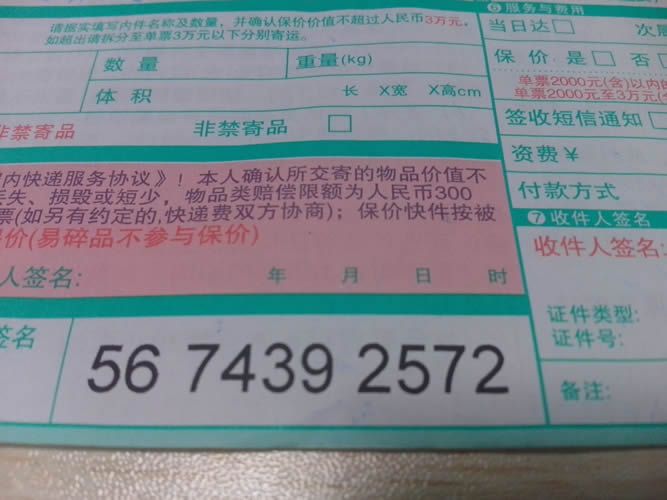 请据实填写内件名称及数量，并确认保价价值不超过人民币3万元，
如超出请拆分至单票3万元以下分别寄运。
数量
重量(kg)
体积
长 X宽 X高cm
非禁寄品
非禁寄品
内快递服务协议》！本人确认所交寄的物品价值不
丢失、损毁或短少，物品类赔偿限额为人民币300
票(如另有约定的,快递费双方协商)；保价快件按被
价(易碎品不参与保价)
人签名:
年 月 日 时
签名
56 7439 2572
⑥服务与费用
当日达 次
保价 是 否
单票2000元(含)以内
单票2000元至3万元(
签收短信通知
资费￥
付款方式
⑦收件人签名
收件人签名:
证件类型:
证件号:
备注: